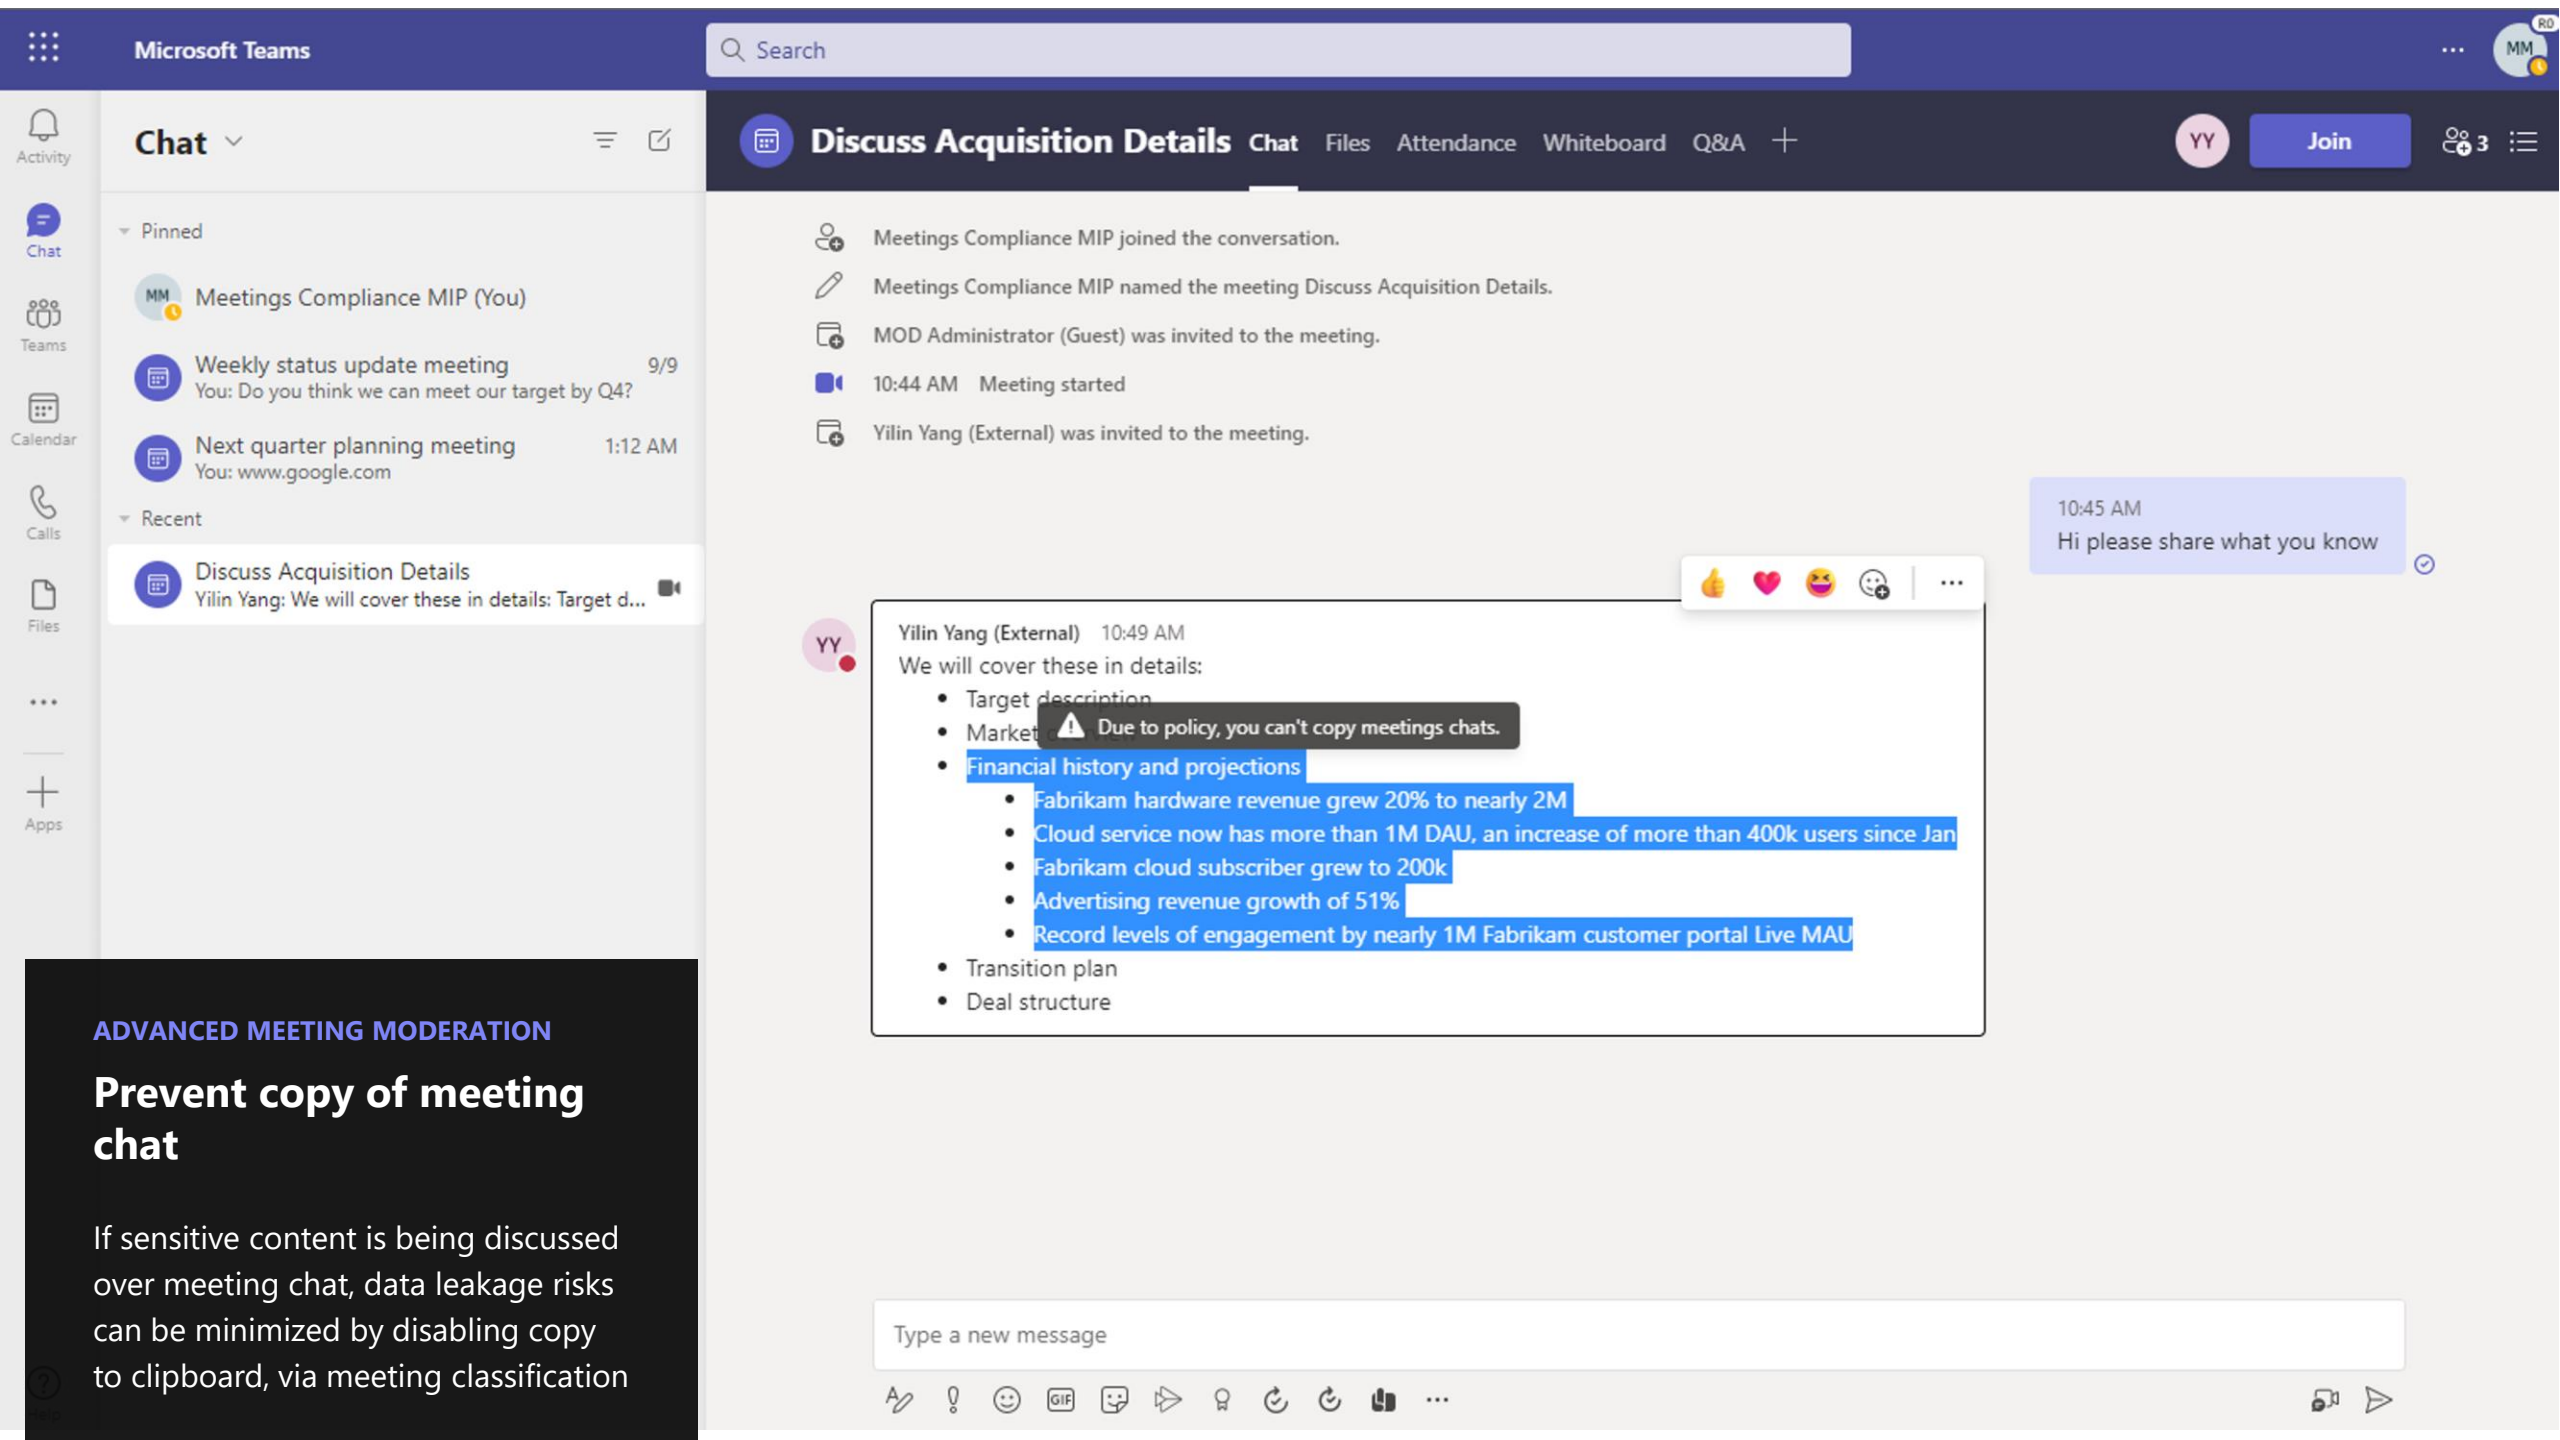 Microsoft Teams
Search
MM
RO
Activity
Chat
Teams
Calendar
Calls
Files
Apps
Chat
Pinned
MM
Meetings Compliance MIP (You)
Weekly status update meeting 9/9
You: Do you think we can meet our target by Q4?
Next quarter planning meeting 1:12 AM
You: www.google.com
Recent
Discuss Acquisition Details
Yilin Yang: We will cover these in details: Target d...
Discuss Acquisition Details Chat Files Attendance Whiteboard Q&A
YY
Join
3
Meetings Compliance MIP joined the conversation.
Meetings Compliance MIP named the meeting Discuss Acquisition Details.
MOD Administrator (Guest) was invited to the meeting.
10:44 AM Meeting started
Yilin Yang (External) was invited to the meeting.
10:45 AM
Hi please share what you know
YY
Yilin Yang (External) 10:49 AM
We will cover these in details:
• Target description
• Market
Due to policy, you can't copy meetings chats.
• Financial history and projections
• Fabrikam hardware revenue grew 20% to nearly 2M
• Cloud service now has more than 1M DAU, an increase of more than 400k users since Jan
• Fabrikam cloud subscriber grew to 200k
• Advertising revenue growth of 51%
• Record levels of engagement by nearly 1M Fabrikam customer portal Live MAU
• Transition plan
• Deal structure
Type a new message
GIF
ADVANCED MEETING MODERATION
Prevent copy of meeting
chat
If sensitive content is being discussed
over meeting chat, data leakage risks
can be minimized by disabling copy
to clipboard, via meeting classification